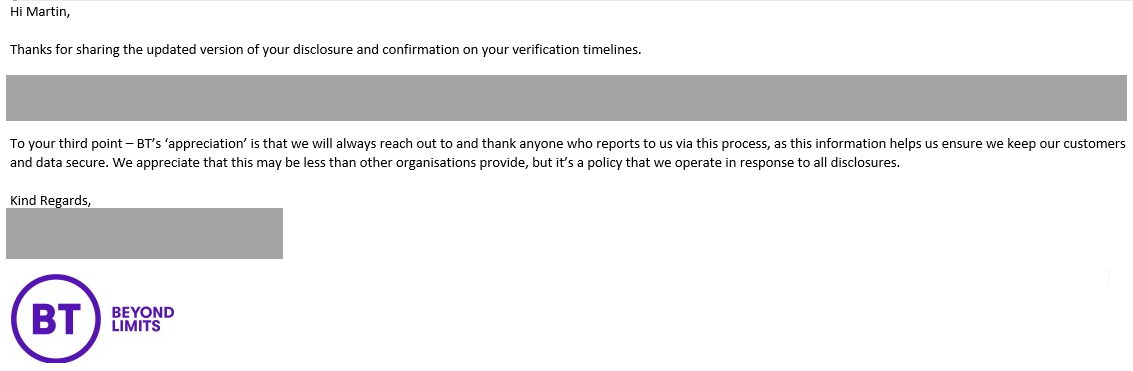 Hi Martin,
Thanks for sharing the updated version of your disclosure and confirmation on your verification timelines.
To your third point – BT's 'appreciation' is that we will always reach out to and thank anyone who reports to us via this process, as this information helps us ensure we keep our customers
and data secure. We appreciate that this may be less than other organisations provide, but it's a policy that we operate in response to all disclosures.
Kind Regards,
BT
BEYOND
LIMITS